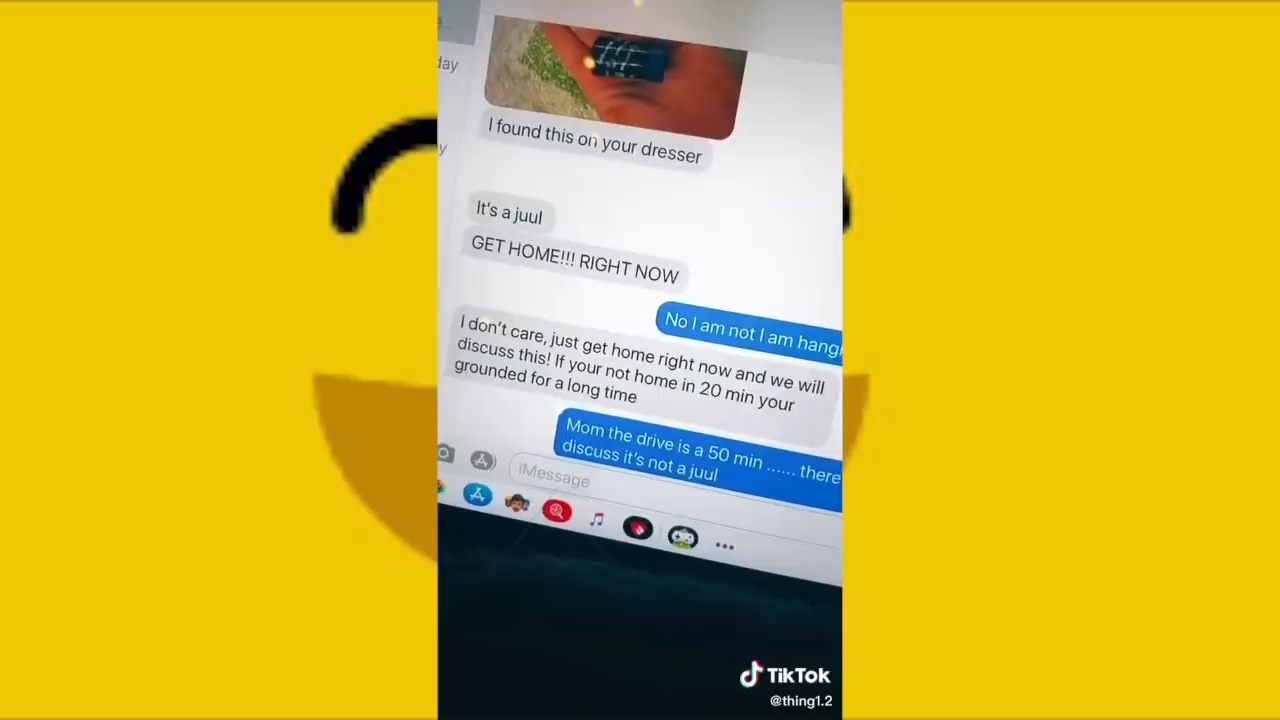 day
I found this on your dresser
y
It's a juul
GET HOME!!! RIGHT NOW
No I am not I am hang
I don't care, just get home right now and we will
discuss this! If your not home in 20 min your
grounded for a long time
Mom the drive is a 50 min ...... there
discuss it's not a juul
iMessage
TikTok
@thing1.2